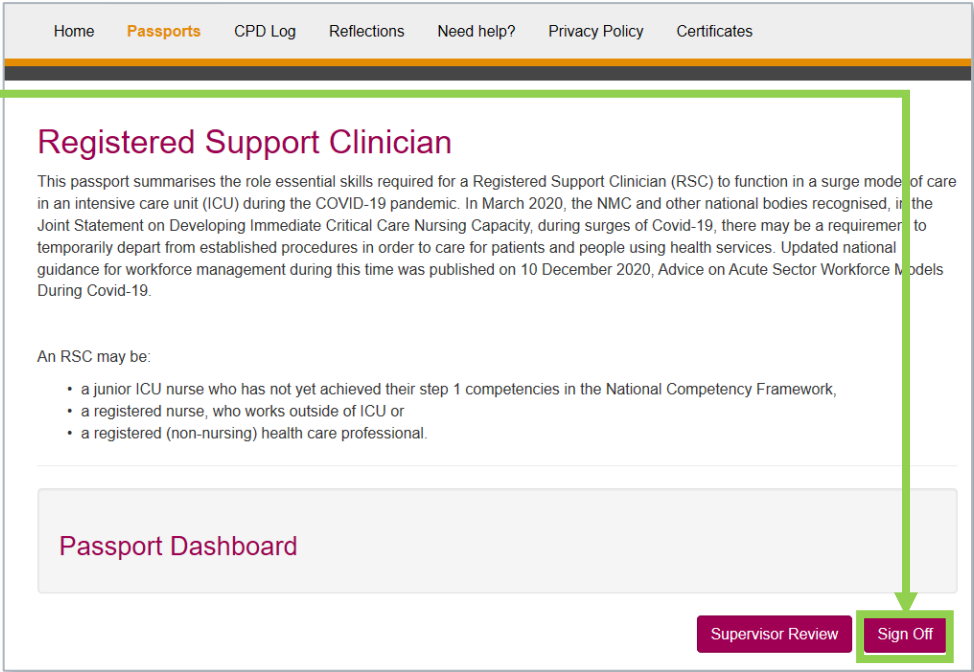 Home Passports CPD Log Reflections Need help? Privacy Policy Certificates
Registered Support Clinician
This passport summarises the role essential skills required for a Registered Support Clinician (RSC) to function in a surge model of care
in an intensive care unit (ICU) during the COVID-19 pandemic. In March 2020, the NMC and other national bodies recognised, in the
Joint Statement on Developing Immediate Critical Care Nursing Capacity, during surges of Covid-19, there may be a requirement to
temporarily depart from established procedures in order to care for patients and people using health services. Updated national
guidance for workforce management during this time was published on 10 December 2020, Advice on Acute Sector Workforce Models
During Covid-19.
An RSC may be:
• a junior ICU nurse who has not yet achieved their step 1 competencies in the National Competency Framework,
• a registered nurse, who works outside of ICU or
• a registered (non-nursing) health care professional.
Passport Dashboard
Supervisor Review Sign Off